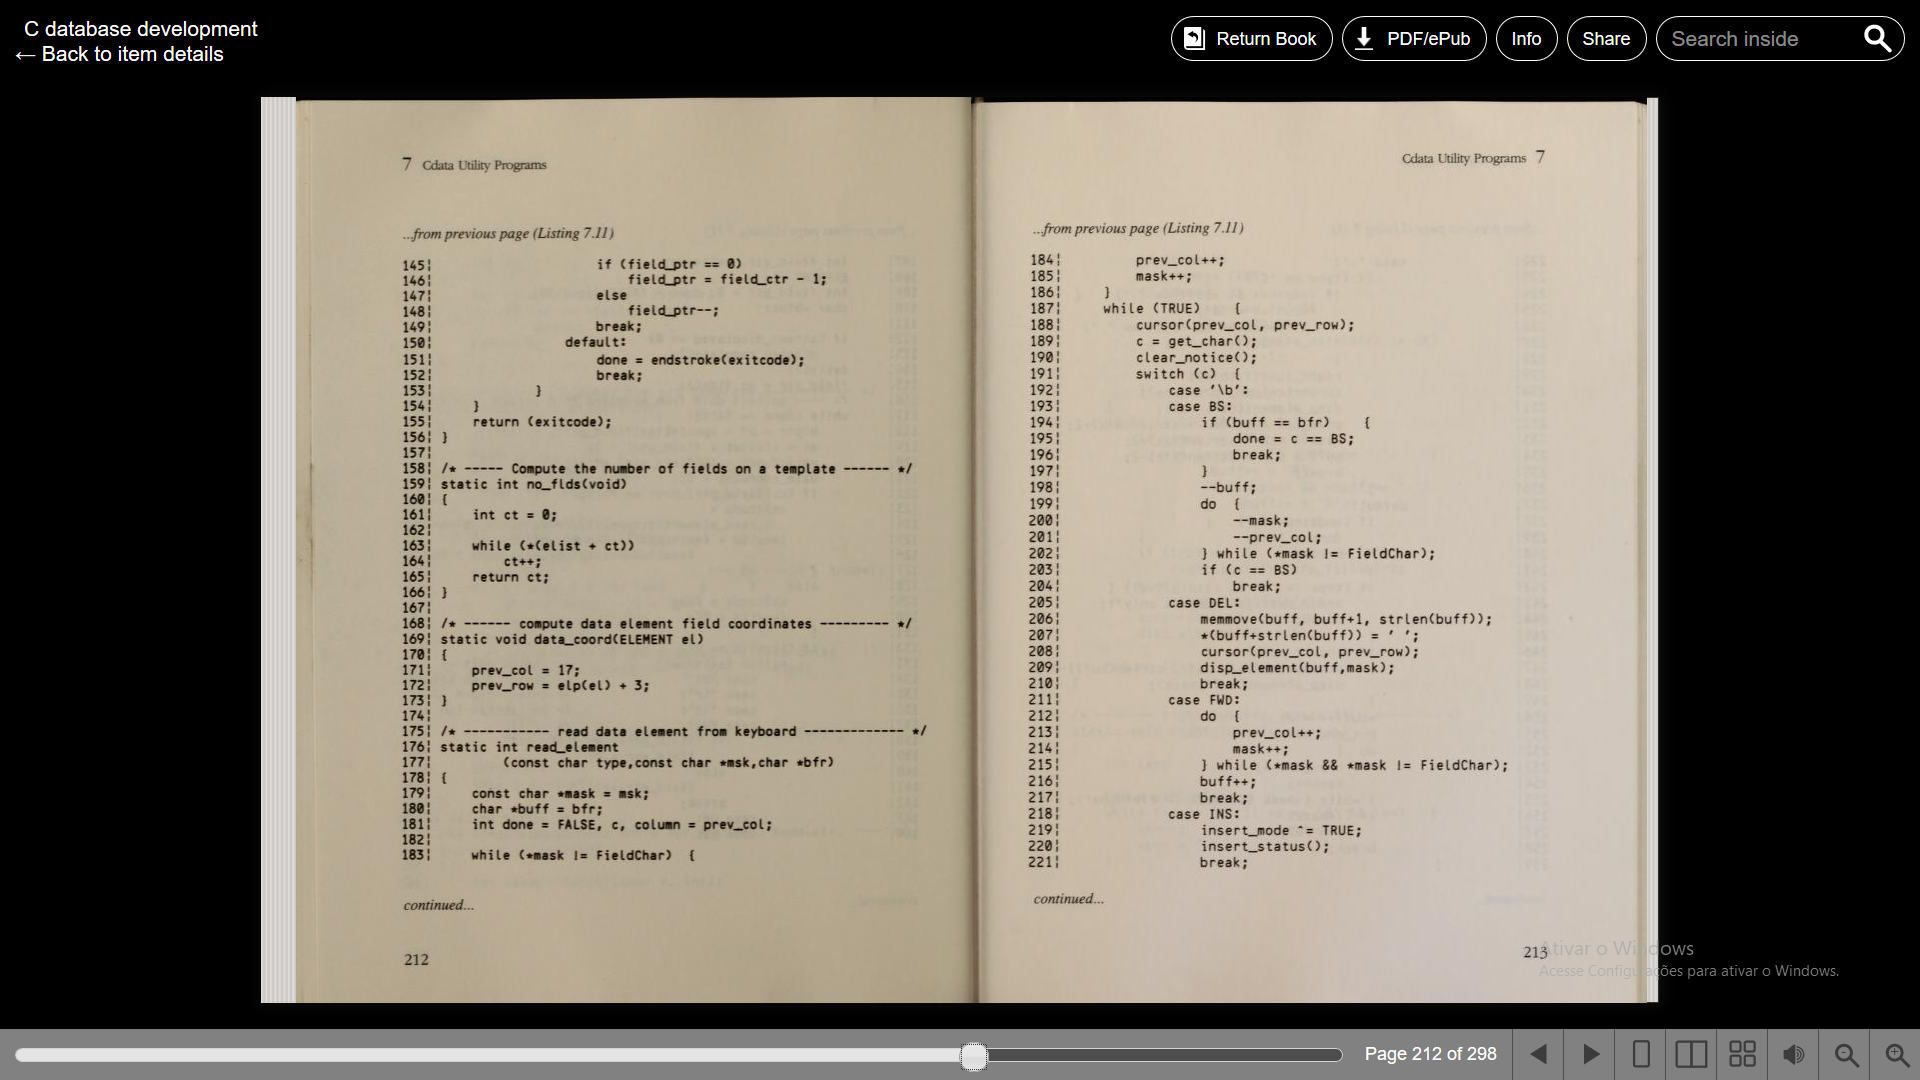 C database development
← Back to item details
Return Book
PDF/ePub
Info
Share
Search inside
7 Cdata Utility Programs
...from previous page (Listing 7.11)
145¦                     if (field_ptr == 0)
146¦                         field_ptr = field_ctr - 1;
147¦                     else
148¦                         field_ptr--;
149¦                     break;
150¦                 default:
151¦                     done = endstroke(exitcode);
152¦                     break;
153¦             }
154¦     }
155¦     return (exitcode);
156¦ }
157¦
158¦ /* ----- Compute the number of fields on a template ------ */
159¦ static int no_flds(void)
160¦ {
161¦     int ct = 0;
162¦
163¦     while (*(elist + ct))
164¦         ct++;
165¦     return ct;
166¦ }
167¦
168¦ /* ------ compute data element field coordinates --------- */
169¦ static void data_coord(ELEMENT el)
170¦ {
171¦     prev_col = 17;
172¦     prev_row = elp(el) + 3;
173¦ }
174¦
175¦ /* ----------- read data element from keyboard ------------- */
176¦ static int read_element
177¦         (const char type,const char *msk,char *bfr)
178¦ {
179¦     const char *mask = msk;
180¦     char *buff = bfr;
181¦     int done = FALSE, c, column = prev_col;
182¦
183¦     while (*mask != FieldChar)  {
continued...
212
Cdata Utility Programs 7
...from previous page (Listing 7.11)
184¦         prev_col++;
185¦         mask++;
186¦     }
187¦     while (TRUE)    {
188¦         cursor(prev_col, prev_row);
189¦         c = get_char();
190¦         clear_notice();
191¦         switch (c)  {
192¦             case '\b':
193¦             case BS:
194¦                 if (buff == bfr)    {
195¦                     done = c == BS;
196¦                     break;
197¦                 }
198¦                 --buff;
199¦                 do  {
200¦                     --mask;
201¦                     --prev_col;
202¦                 } while (*mask != FieldChar);
203¦                 if (c == BS)
204¦                     break;
205¦             case DEL:
206¦                 memmove(buff, buff+1, strlen(buff));
207¦                 *(buff+strlen(buff)) = ' ';
208¦                 cursor(prev_col, prev_row);
209¦                 disp_element(buff,mask);
210¦                 break;
211¦             case FWD:
212¦                 do  {
213¦                     prev_col++;
214¦                     mask++;
215¦                 } while (*mask && *mask != FieldChar);
216¦                 buff++;
217¦                 break;
218¦             case INS:
219¦                 insert_mode ^= TRUE;
220¦                 insert_status();
221¦                 break;
continued...
213
Ativar o Windows
Acesse Configurações para ativar o Windows.
Page 212 of 298